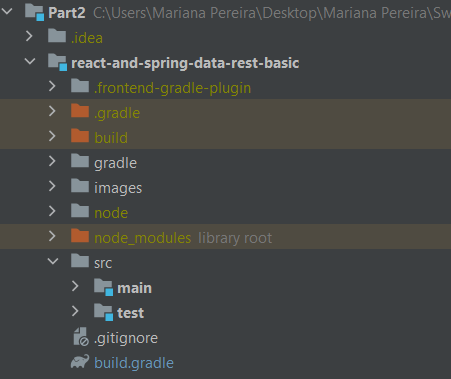 Part2 C:\Users\Mariana Pereira\Desktop\Mariana Pereira\Sw
.idea
react-and-spring-data-rest-basic
.frontend-gradle-plugin
.gradle
build
gradle
images
node
node_modules library root
src
main
test
.gitignore
build.gradle